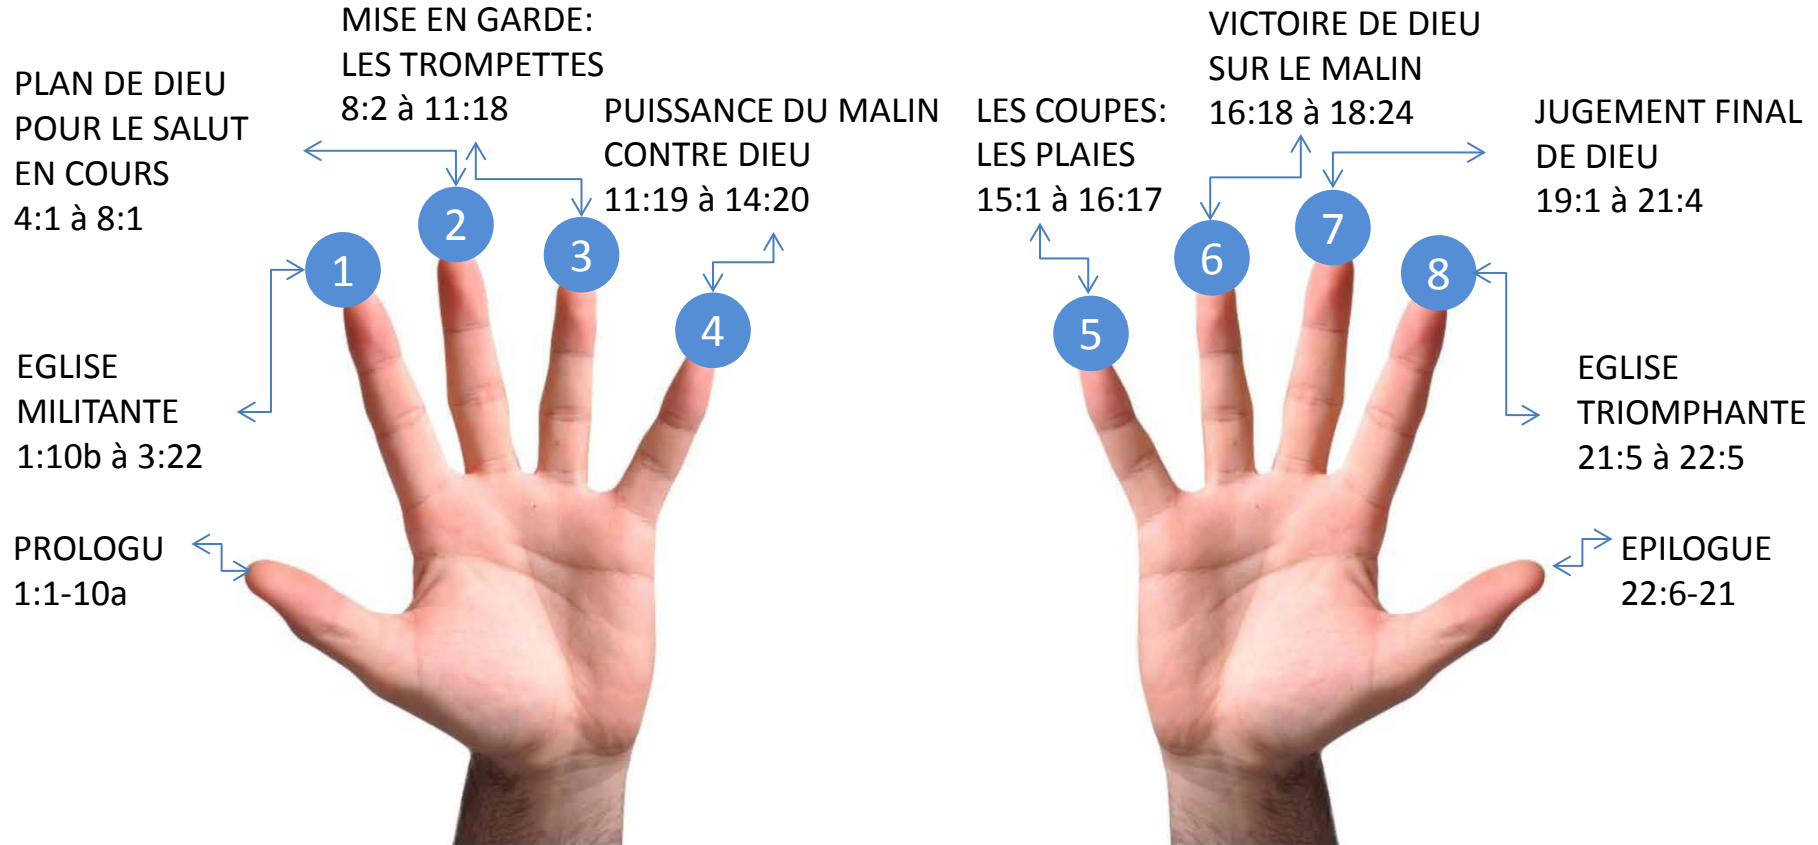 PROLOGU
1:1-10a
EGLISE
MILITANTE
1:10b à 3:22
1
PLAN DE DIEU
POUR LE SALUT
EN COURS
4:1 à 8:1
2
MISE EN GARDE:
LES TROMPETTES
8:2 à 11:18
3
PUISSANCE DU MALIN
CONTRE DIEU
11:19 à 14:20
4
LES COUPES:
LES PLAIES
15:1 à 16:17
5
VICTOIRE DE DIEU
SUR LE MALIN
16:18 à 18:24
6
JUGEMENT FINAL
DE DIEU
19:1 à 21:4
7
EGLISE
TRIOMPHANTE
21:5 à 22:5
8
EPILOGUE
22:6-21